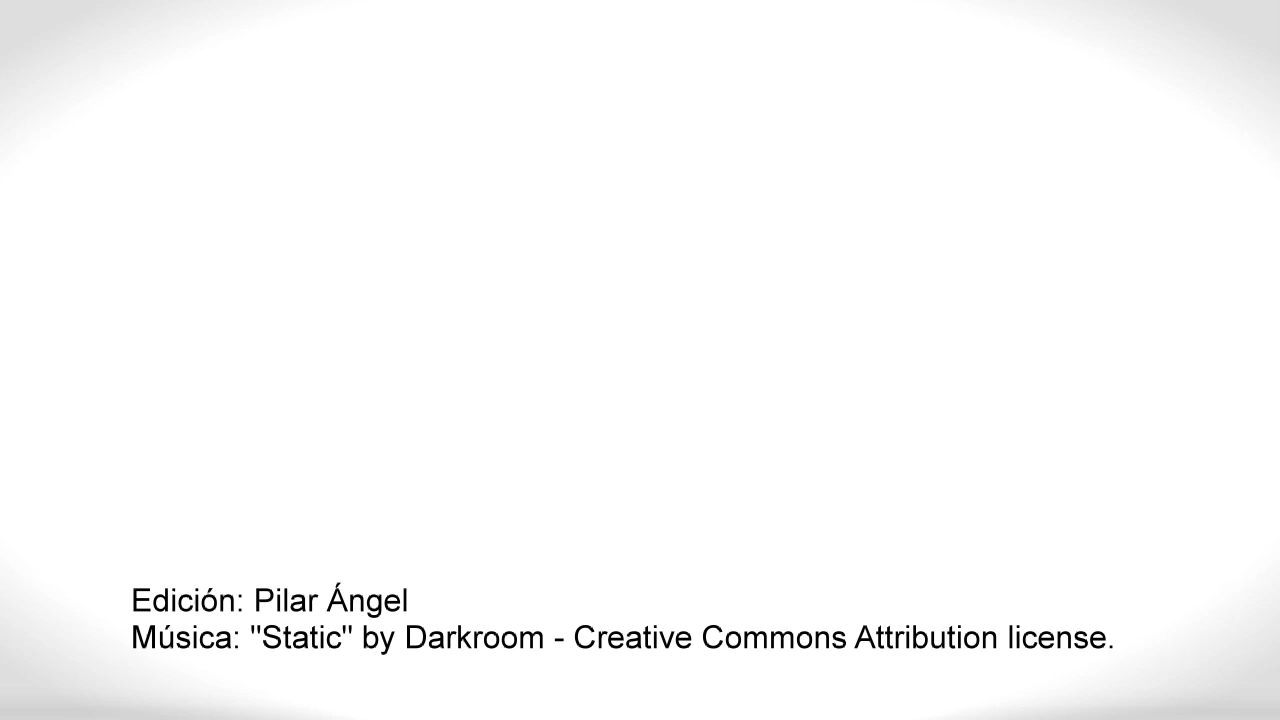 Edición: Pilar Ángel
Música: "Static" by Darkroom - Creative Commons Attribution license.